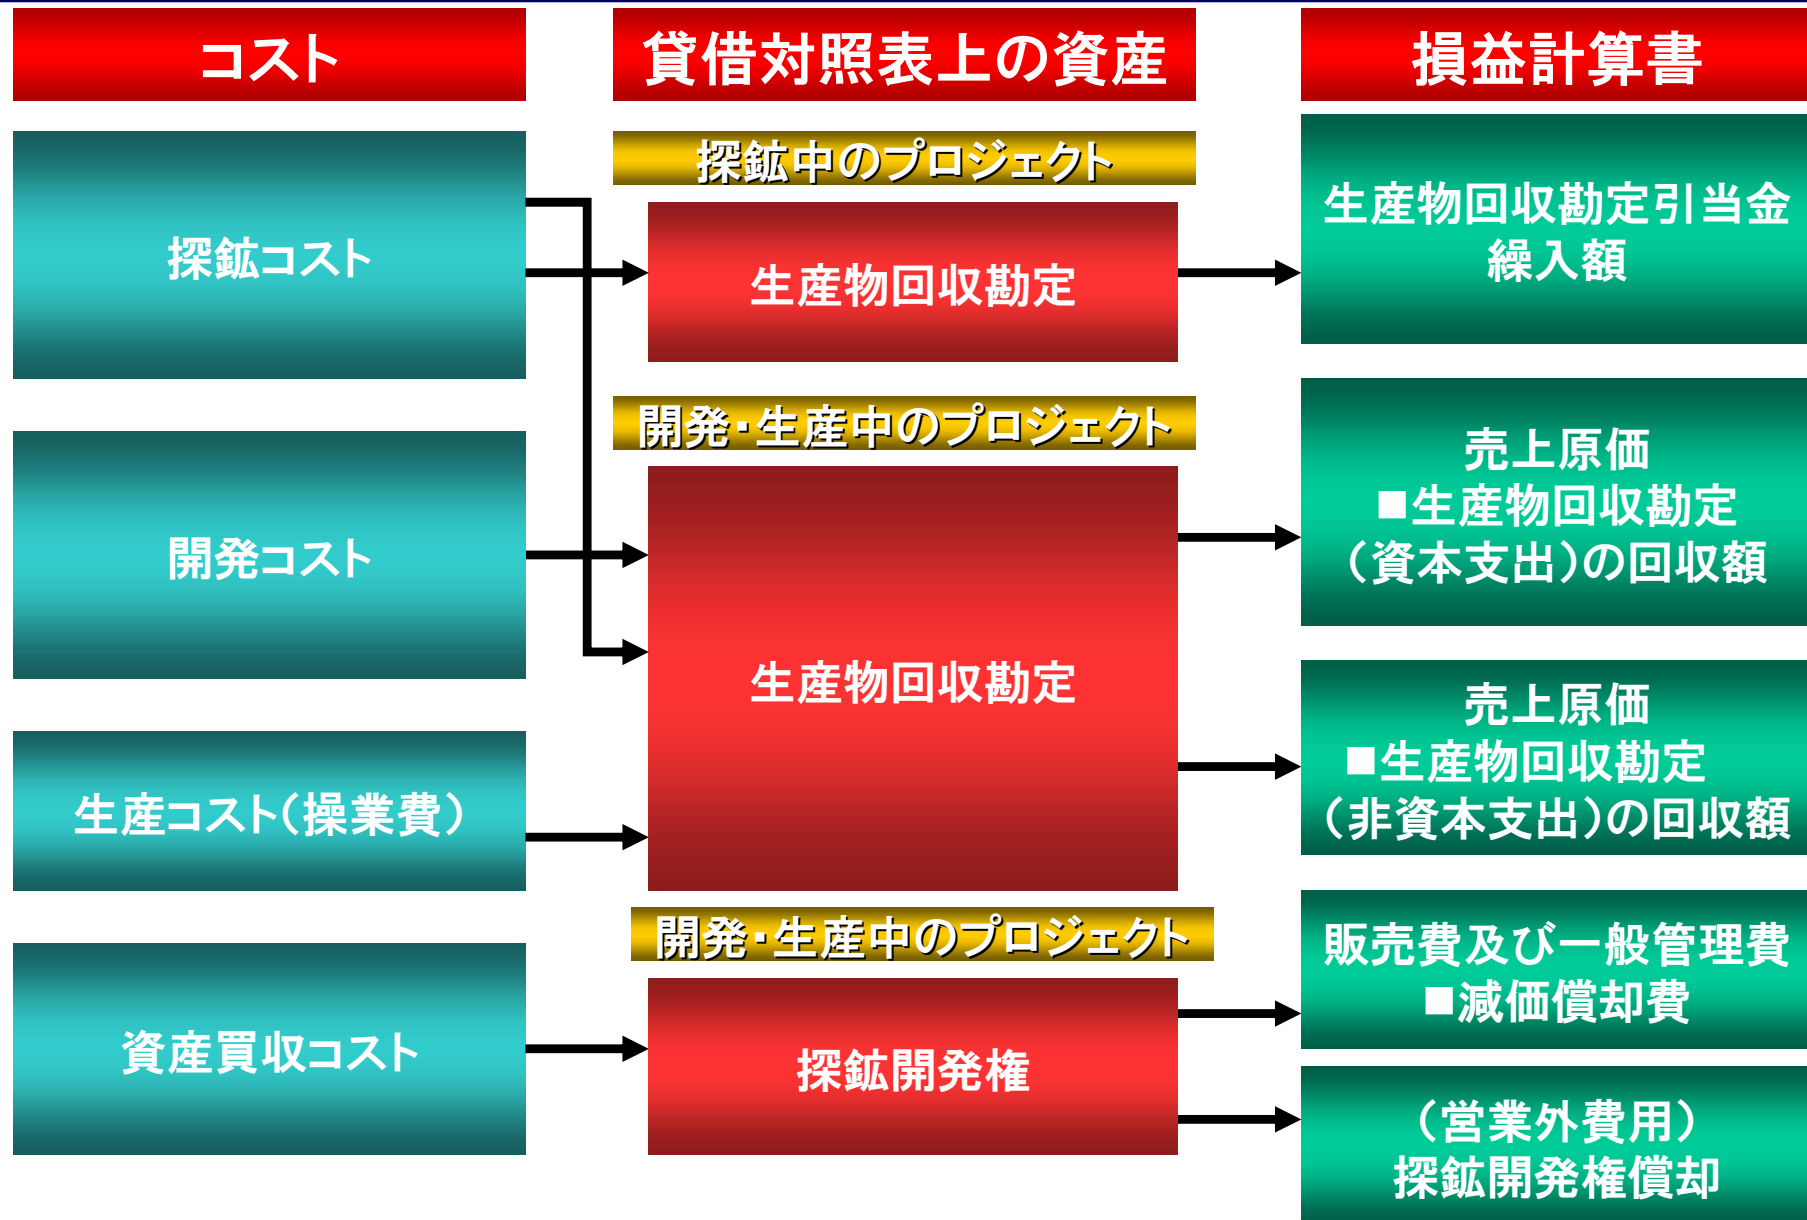 コスト
貸借対照表上の資産
損益計算書
探鉱コスト
開発コスト
生産コスト（操業費）
資産買収コスト
探鉱中のプロジェクト
生産物回収勘定
開発・生産中のプロジェクト
生産物回収勘定
開発・生産中のプロジェクト
探鉱開発権
生産物回収勘定引当金
繰入額
売上原価
■生産物回収勘定
（資本支出）の回収額
売上原価
■生産物回収勘定
（非資本支出）の回収額
販売費及び一般管理費
■減価償却費
（営業外費用）
探鉱開発権償却